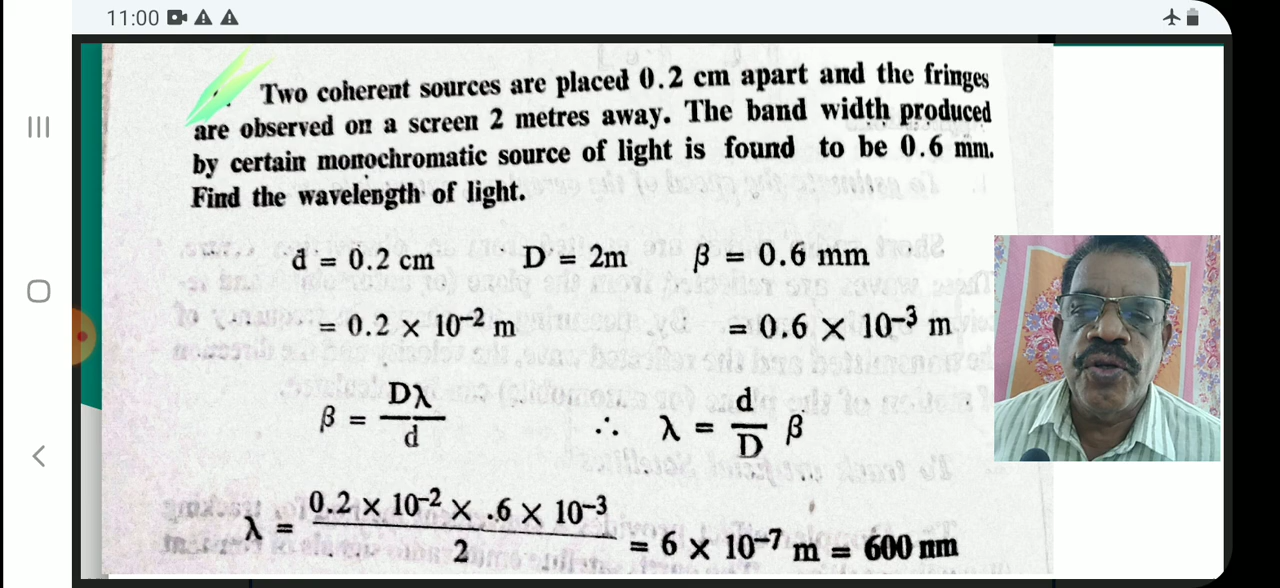 11:00
Two coherent sources are placed 0.2 cm apart and the fringes
are observed on a screen 2 metres away. The band width produced
by certain monochromatic source of light is found to be 0.6 mm.
Find the wavelength of light.
d = 0.2 cm D = 2m β = 0.6 mm
= 0.2 × 10⁻² m = 0.6 × 10⁻³ m
β = Dλ/d ∴ λ = d/D β
λ = 0.2 × 10⁻² × .6 × 10⁻³ / 2 = 6 × 10⁻⁷ m = 600 nm